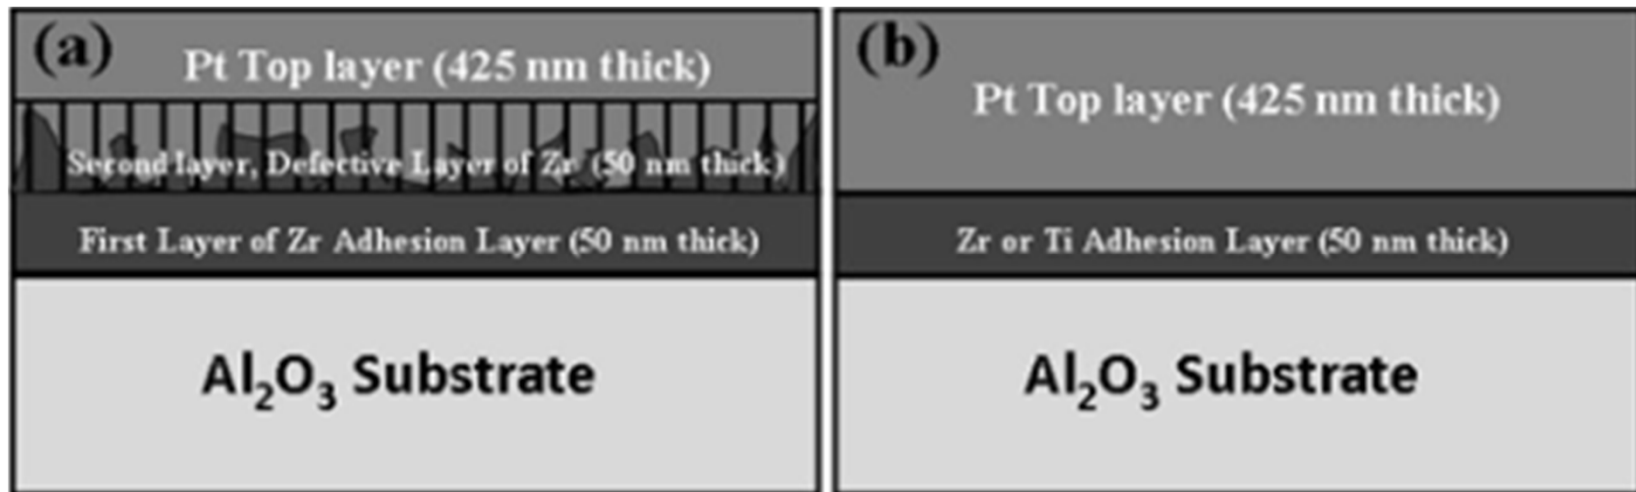 (a)
Pt Top layer (425 nm thick)
Second layer, Defective Layer of Zr (50 nm thick)
First Layer of Zr Adhesion Layer (50 nm thick)
Al₂O₃ Substrate
(b)
Pt Top layer (425 nm thick)
Zr or Ti Adhesion Layer (50 nm thick)
Al₂O₃ Substrate